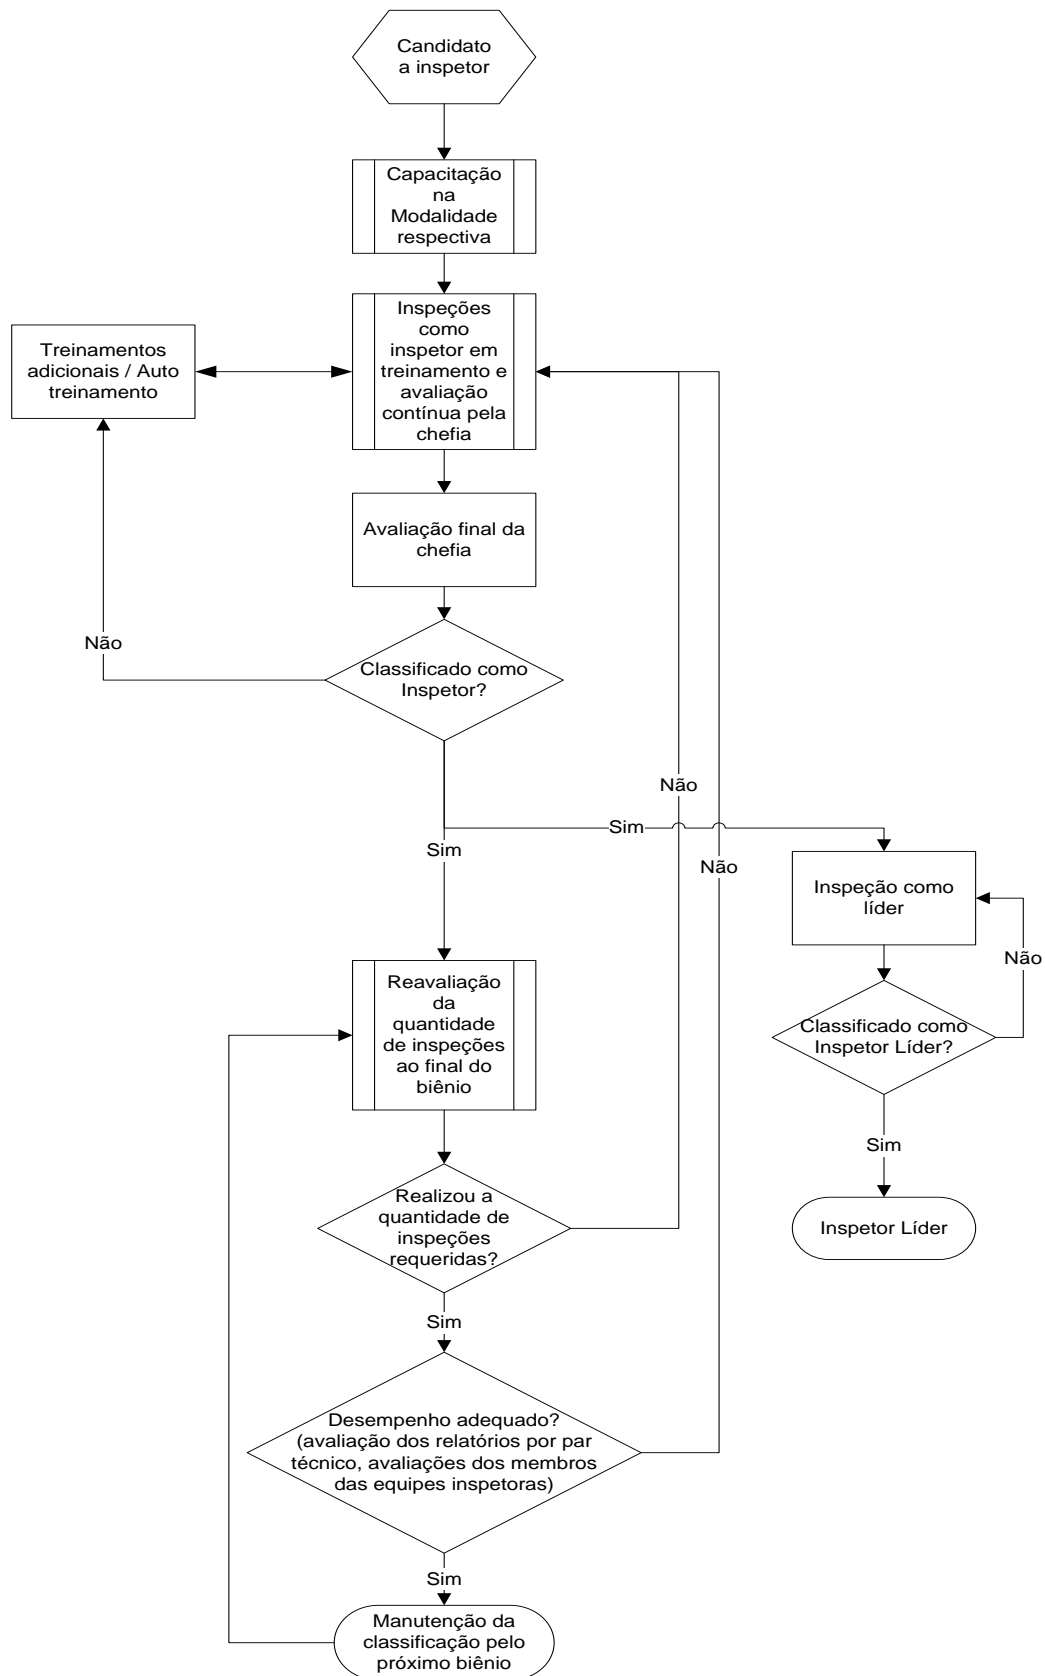 Candidato
a inspetor
Capacitação
na
Modalidade
respectiva
Inspeções
como
inspetor em
treinamento e
avaliação
contínua pela
chefia
Treinamentos
adicionais / Auto
treinamento
Avaliação final da
chefia
Não
Classificado como
Inspetor?
Não
Sim
Sim
Não
Inspeção como
líder
Não
Reavaliação
da
quantidade
de inspeções
ao final do
biênio
Classificado como
Inspetor Líder?
Sim
Realizou a
quantidade de
inspeções
requeridas?
Inspetor Líder
Sim
Desempenho adequado?
(avaliação dos relatórios por par
técnico, avaliações dos membros
das equipes inspetoras)
Sim
Manutenção da
classificação pelo
próximo biênio